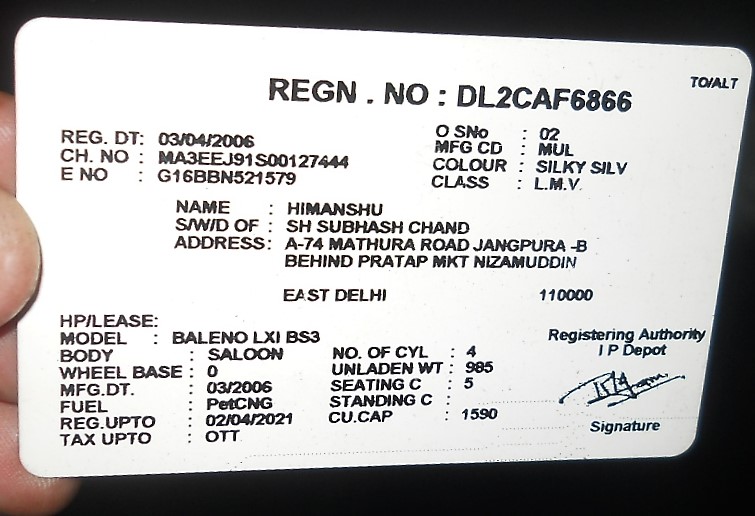 TO/ALT
REGN . NO : DL2CAF6866
REG. DT: 03/04/2006
CH. NO : MA3EEJ91S00127444
E NO : G16BBN521579
O SNo : 02
MFG CD : MUL
COLOUR : SILKY SILV
CLASS : L.M.V.
NAME : HIMANSHU
S/W/D OF : SH SUBHASH CHAND
ADDRESS: A-74 MATHURA ROAD JANGPURA -B
BEHIND PRATAP MKT NIZAMUDDIN
EAST DELHI 110000
HP/LEASE:
MODEL : BALENO LXI BS3
BODY : SALOON
WHEEL BASE : 0
MFG.DT. : 03/2006
FUEL : PetCNG
REG.UPTO : 02/04/2021
TAX UPTO : OTT
NO. OF CYL : 4
UNLADEN WT : 985
SEATING C : 5
STANDING C :
CU.CAP : 1590
Registering Authority
I P Depot
Signature